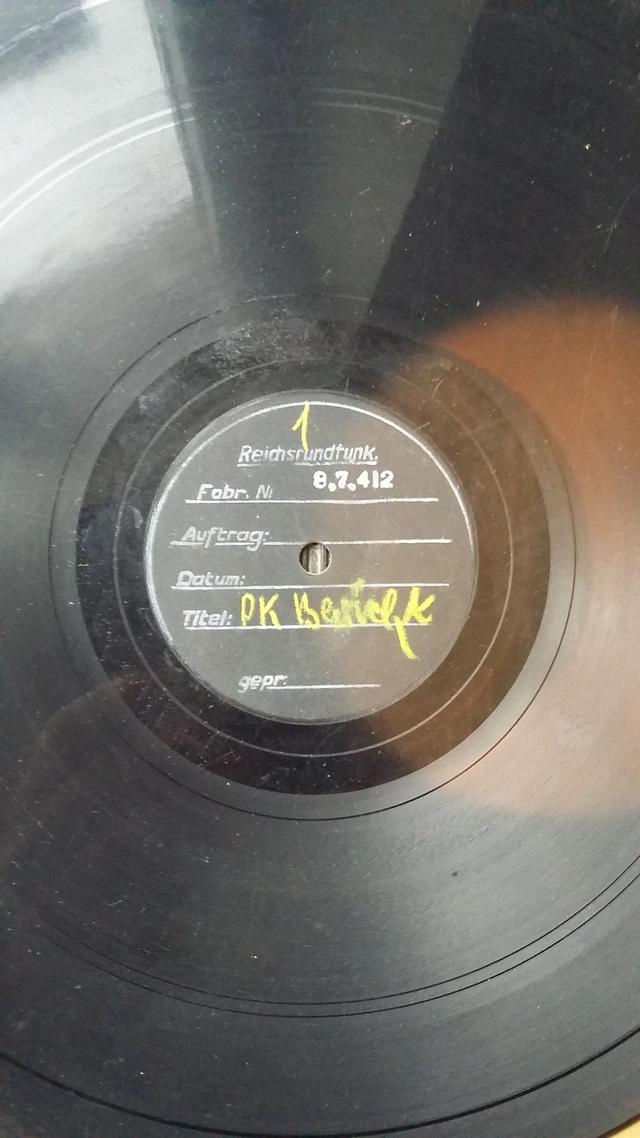 1
Reichsrundfunk.
Fabr. Nr 8.7.412
Auftrag:
Datum:
Titel: PK Bericht
gepr: